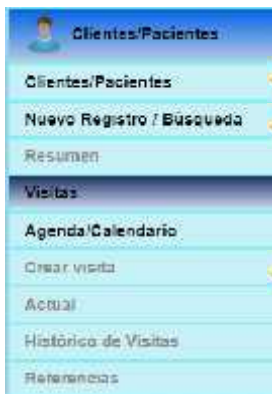 Clientes/Pacientes
Clientes/Pacientes
Nuevo Registro / Búsqueda
Resumen
Visitas
Agenda/Calendario
Crear visita
Actual
Histórico de Visitas
Referencias